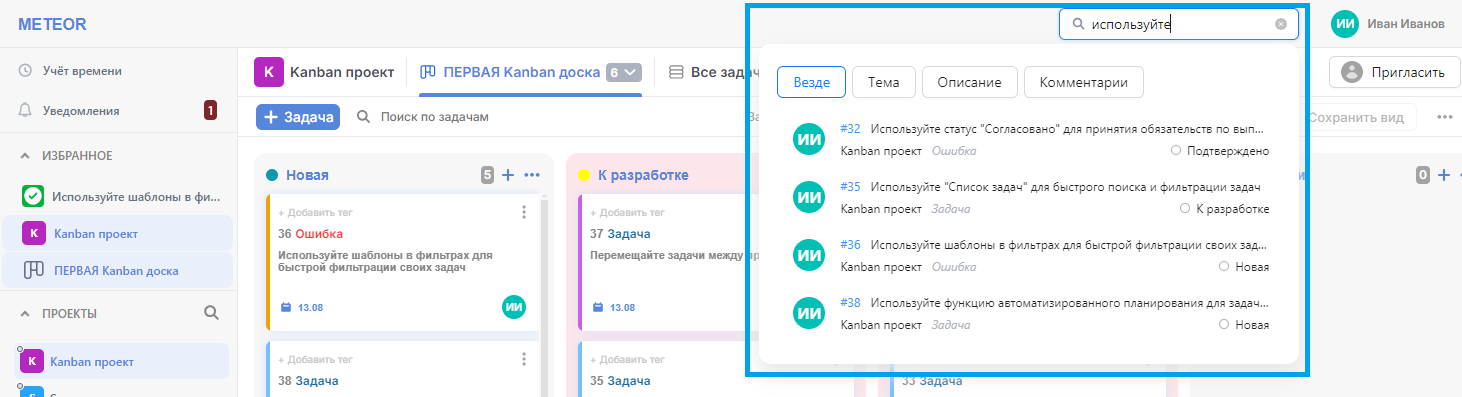 METEOR
используйте
ИИ Иван Иванов
Учёт времени
Уведомления 1
ИЗБРАННОЕ
Используйте шаблоны в фи...
K Kanban проект
ПЕРВАЯ Kanban доска
ПРОЕКТЫ
K Kanban проект
K Kanban проект
ПЕРВАЯ Kanban доска 6
Все зада
Пригласить
+ Задача
Поиск по задачам
Сохранить вид
Новая 5
36 Ошибка
+ Добавить тег
Используйте шаблоны в фильтрах для
быстрой фильтрации своих задач
13.08 ИИ
+ Добавить тег
38 Задача
К разработке
+ Добавить тег
37 Задача
Перемещайте задачи между
13.08
+ Добавить тег
35 Задача
33 Задача
0
Везде Тема Описание Комментарии
ИИ #32 Используйте статус "Согласовано" для принятия обязательств по вып...
Kanban проект Ошибка Подтверждено
ИИ #35 Используйте "Список задач" для быстрого поиска и фильтрации задач
Kanban проект Задача К разработке
ИИ #36 Используйте шаблоны в фильтрах для быстрой фильтрации своих зад...
Kanban проект Ошибка Новая
ИИ #38 Используйте функцию автоматизированного планирования для задач...
Kanban проект Задача Новая